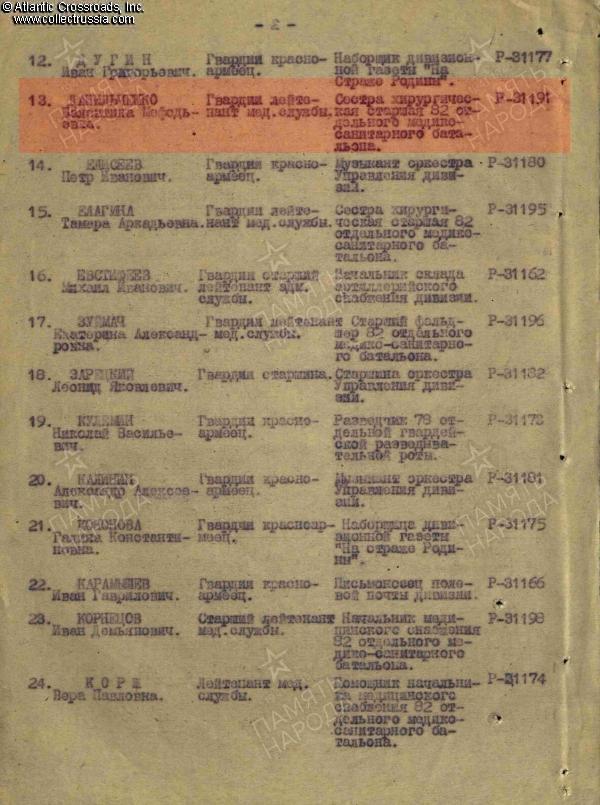 © Atlantic Crossroads, Inc.
www.collectrussia.com
- 2 -
12. Д У Г И Н Гвардии красно- Наборщик дивизион- Р-31177
Иван Григорьевич. армеец. ной газеты "На
Страже Родины".
13. Гвардии лейте- Сестра хирургичес- Р-31191
нант мед.службы. кая старшая 82 от-
евна. дельного медико-
санитарного бата-
льона.
14. ЕЛИСЕЕВ Гвардии красно- Музыкант оркестра Р-31180
Петр Иванович. армеец. Управления диви-
зии.
15. ЕЛАГИНА Гвардии лейте- Сестра хирурги- Р-31195
Тамара Аркадьевна. нант мед.службы. ческая старшая 82
отдельного медико-
санитарного ба-
тальона.
16. ЕВСТИФЕЕВ Гвардии старший Начальник склада Р-31162
Михаил Иванович. лейтенант адм. артиллерийского
службы. снабжения дивизии.
17. ЗУБМАЧ Гвардии лейтенант Старший фельд- Р-31196
Екатерина Александ- мед.службы. шер 82 отдельного
ровна. медико-санитарно-
го батальона.
18. ЗАРЕЦКИЙ Гвардии старшина. Старшина оркестра Р-31182
Леонид Яковлевич. Управления диви-
зии.
19. КУЛЕМИН Гвардии красно- Разведчик 78 от- Р-31173
Николай Василье- армеец. дельной гвардей-
вич. ской разведыва-
тельной роты.
20. КАЛИНИН Гвардии красно- Музыкант оркестра Р-31181
Александр Алексее- армеец. Управления диви-
вич. зии.
21. КОНОНОВА Гвардии красноар- Наборщица диви- Р-31175
Галина Константи- меец. зионной газеты
новна. "На страже Роди-
ны".
22. КАРАМЫШЕВ Гвардии красно- Письмоносец поле- Р-31166
Иван Гаврилович. армеец. вой почты дивизии.
23. КОРНЕЦОВ Старший лейтенант Начальник меди- Р-31198
Иван Демьянович. мед.службы. цинского снабжения
82 отдельного ме-
дико-санитарного
батальона.
24. К О Р Ж Лейтенант мед. Помощник начальни- Р-31174
Вера Павловна. службы. ка медицинского
снабжения 82 от-
дельного медико-
санитарного ба-
тальона.
ПАМЯТЬ
НАРОДА